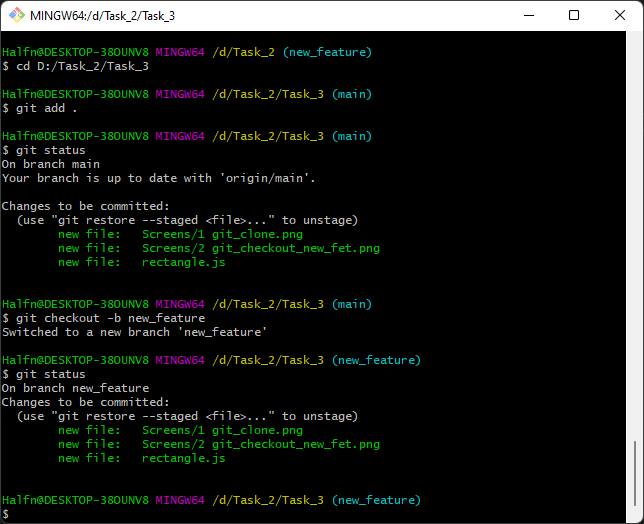 MINGW64:/d/Task_2/Task_3
Halfn@DESKTOP-38OUNV8 MINGW64 /d/Task_2 (new_feature)
$ cd D:/Task_2/Task_3
Halfn@DESKTOP-38OUNV8 MINGW64 /d/Task_2/Task_3 (main)
$ git add .
Halfn@DESKTOP-38OUNV8 MINGW64 /d/Task_2/Task_3 (main)
$ git status
On branch main
Your branch is up to date with 'origin/main'.
Changes to be committed:
  (use "git restore --staged <file>..." to unstage)
        new file:   Screens/1 git_clone.png
        new file:   Screens/2 git_checkout_new_fet.png
        new file:   rectangle.js
Halfn@DESKTOP-38OUNV8 MINGW64 /d/Task_2/Task_3 (main)
$ git checkout -b new_feature
Switched to a new branch 'new_feature'
Halfn@DESKTOP-38OUNV8 MINGW64 /d/Task_2/Task_3 (new_feature)
$ git status
On branch new_feature
Changes to be committed:
  (use "git restore --staged <file>..." to unstage)
        new file:   Screens/1 git_clone.png
        new file:   Screens/2 git_checkout_new_fet.png
        new file:   rectangle.js
Halfn@DESKTOP-38OUNV8 MINGW64 /d/Task_2/Task_3 (new_feature)
$